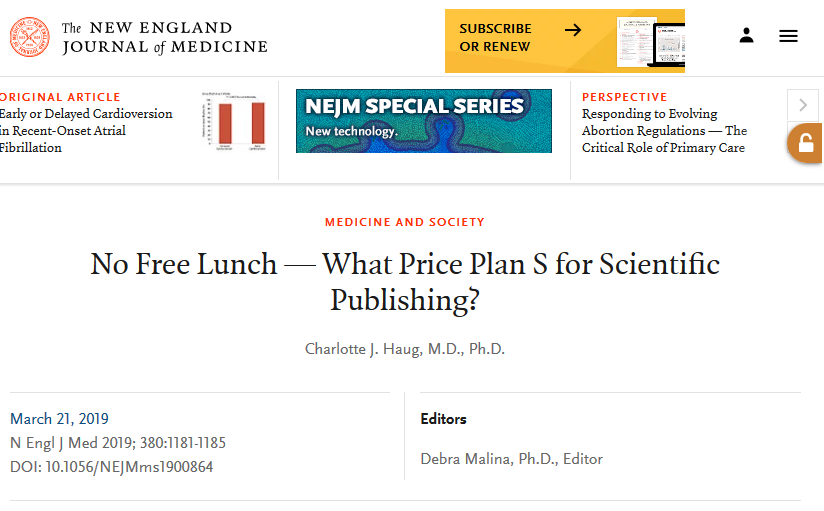 The NEW ENGLAND
JOURNAL of MEDICINE
SUBSCRIBE
OR RENEW
ORIGINAL ARTICLE
Early or Delayed Cardioversion
in Recent-Onset Atrial
Fibrillation
NEJM SPECIAL SERIES
New technology.
PERSPECTIVE
Responding to Evolving
Abortion Regulations — The
Critical Role of Primary Care
MEDICINE AND SOCIETY
No Free Lunch — What Price Plan S for Scientific
Publishing?
Charlotte J. Haug, M.D., Ph.D.
March 21, 2019
N Engl J Med 2019; 380:1181-1185
DOI: 10.1056/NEJMms1900864
Editors
Debra Malina, Ph.D., Editor